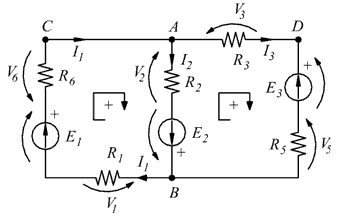 V₃
C I₁ A D
I₂ R₃ I₃
V₆ R₆ V₂ R₂
+ + E₃ +
E₁ + E₂ + R₅ V₅
R₁ I₁
V₁ B